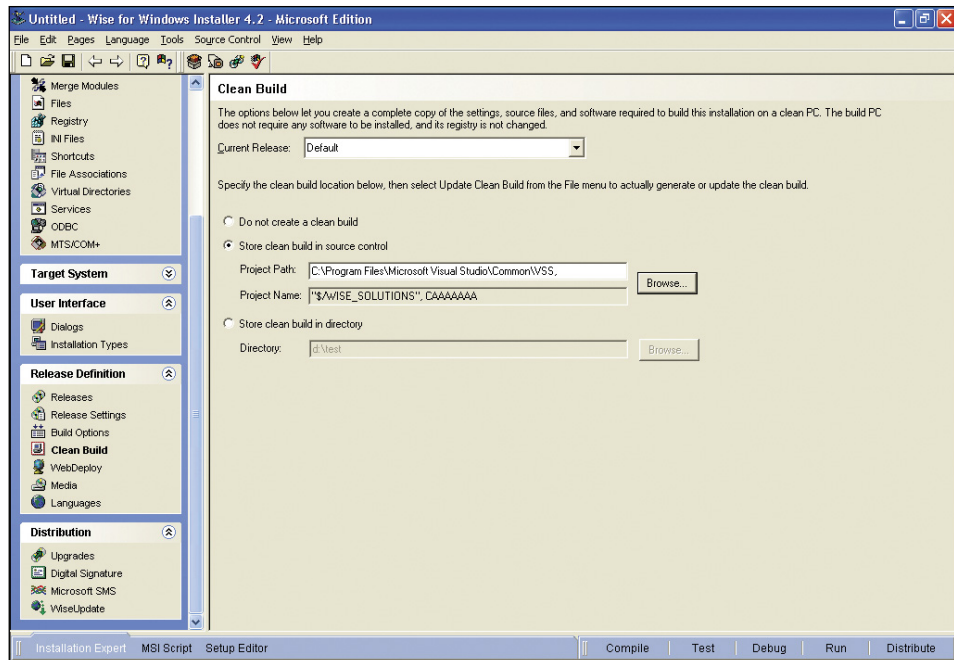 Untitled - Wise for Windows Installer 4.2 - Microsoft Edition
File Edit Pages Language Tools Source Control View Help
Merge Modules
Files
Registry
INI Files
Shortcuts
File Associations
Virtual Directories
Services
ODBC
MTS/COM+
Target System
User Interface
Dialogs
Installation Types
Release Definition
Releases
Release Settings
Build Options
Clean Build
WebDeploy
Media
Languages
Distribution
Upgrades
Digital Signature
Microsoft SMS
WiseUpdate
Clean Build
The options below let you create a complete copy of the settings, source files, and software required to build this installation on a clean PC. The build PC
does not require any software to be installed, and its registry is not changed.
Current Release: Default
Specify the clean build location below, then select Update Clean Build from the File menu to actually generate or update the clean build.
Do not create a clean build
Store clean build in source control
Project Path: C:\Program Files\Microsoft Visual Studio\Common\VSS,
Browse...
Project Name: "$/WISE_SOLUTIONS", CAAAAAAA
Store clean build in directory
Directory: d:\test Browse...
Installation Expert MSI Script Setup Editor Compile Test Debug Run Distribute